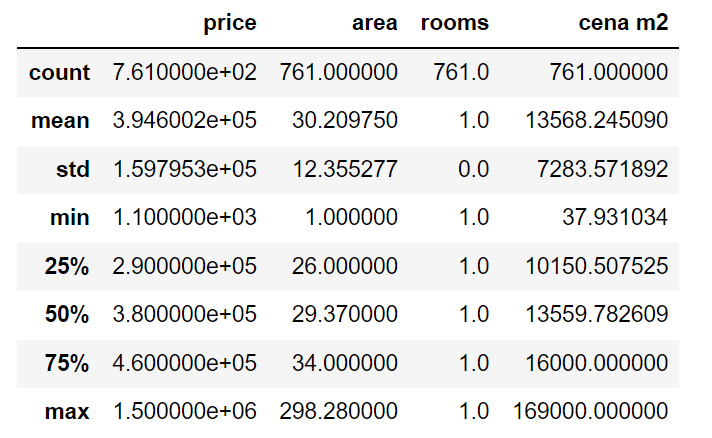 price area rooms cena m2
count 7.610000e+02 761.000000 761.0 761.000000
mean 3.946002e+05 30.209750 1.0 13568.245090
std 1.597953e+05 12.355277 0.0 7283.571892
min 1.100000e+03 1.000000 1.0 37.931034
25% 2.900000e+05 26.000000 1.0 10150.507525
50% 3.800000e+05 29.370000 1.0 13559.782609
75% 4.600000e+05 34.000000 1.0 16000.000000
max 1.500000e+06 298.280000 1.0 169000.000000